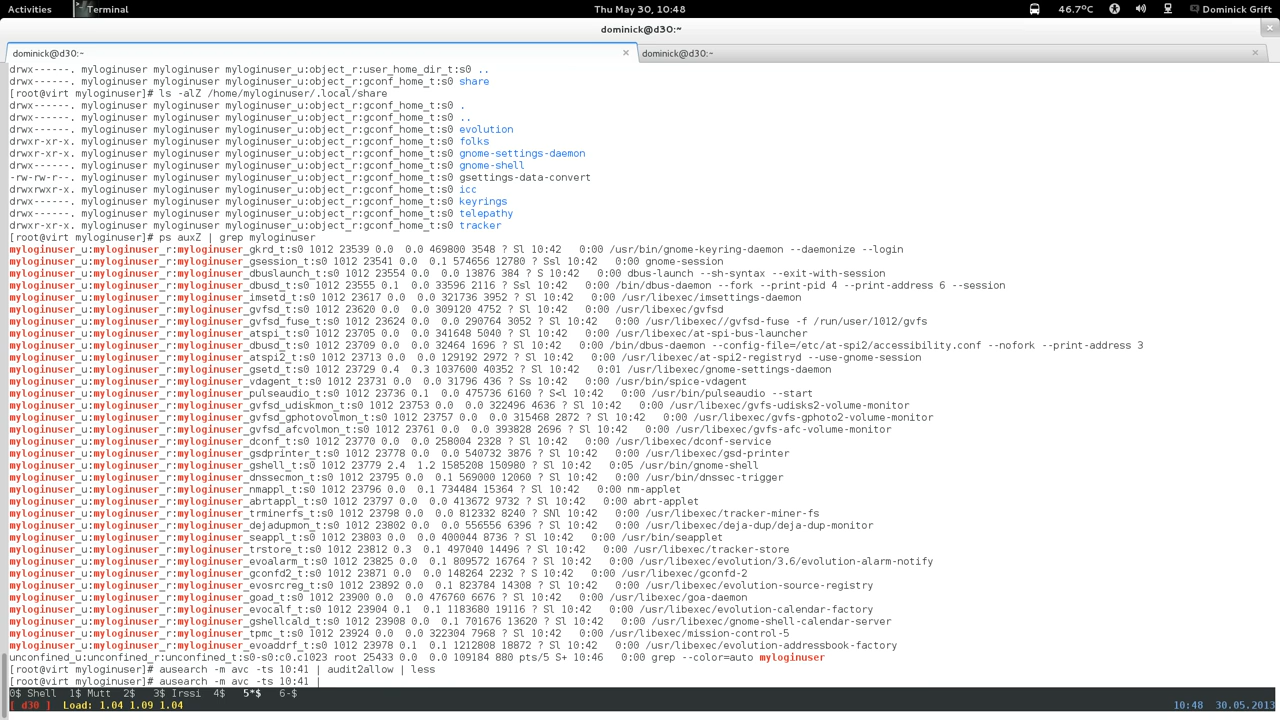 Activities Terminal Thu May 30, 10:48 46.7°C Dominick Grift
dominick@d30:~
dominick@d30:~ × dominick@d30:~ ×
drwx------. myloginuser myloginuser myloginuser_u:object_r:user_home_dir_t:s0 ..
drwx------. myloginuser myloginuser myloginuser_u:object_r:gconf_home_t:s0 share
[root@virt myloginuser]# ls -alZ /home/myloginuser/.local/share
drwx------. myloginuser myloginuser myloginuser_u:object_r:gconf_home_t:s0 .
drwx------. myloginuser myloginuser myloginuser_u:object_r:gconf_home_t:s0 ..
drwx------. myloginuser myloginuser myloginuser_u:object_r:gconf_home_t:s0 evolution
drwxr-xr-x. myloginuser myloginuser myloginuser_u:object_r:gconf_home_t:s0 folks
drwxr-xr-x. myloginuser myloginuser myloginuser_u:object_r:gconf_home_t:s0 gnome-settings-daemon
drwx------. myloginuser myloginuser myloginuser_u:object_r:gconf_home_t:s0 gnome-shell
-rw-rw-r--. myloginuser myloginuser myloginuser_u:object_r:gconf_home_t:s0 gsettings-data-convert
drwxrwxr-x. myloginuser myloginuser myloginuser_u:object_r:gconf_home_t:s0 icc
drwx------. myloginuser myloginuser myloginuser_u:object_r:gconf_home_t:s0 keyrings
drwx------. myloginuser myloginuser myloginuser_u:object_r:gconf_home_t:s0 telepathy
drwxr-xr-x. myloginuser myloginuser myloginuser_u:object_r:gconf_home_t:s0 tracker
[root@virt myloginuser]# ps auxZ | grep myloginuser
myloginuser_u:myloginuser_r:myloginuser_gkrd_t:s0 1012 23539 0.0 0.0 469800 3548 ? Sl 10:42 0:00 /usr/bin/gnome-keyring-daemon --daemonize --login
myloginuser_u:myloginuser_r:myloginuser_gsession_t:s0 1012 23541 0.0 0.1 574656 12780 ? Ssl 10:42 0:00 gnome-session
myloginuser_u:myloginuser_r:myloginuser_dbuslaunch_t:s0 1012 23554 0.0 0.0 13876 324 ? S 10:42 0:00 dbus-launch --sh-syntax --exit-with-session
myloginuser_u:myloginuser_r:myloginuser_dbusd_t:s0 1012 23555 0.1 0.0 33596 2116 ? Ssl 10:42 0:00 /bin/dbus-daemon --fork --print-pid 4 --print-address 6 --session
myloginuser_u:myloginuser_r:myloginuser_imsetd_t:s0 1012 23617 0.0 0.0 321736 3952 ? Sl 10:42 0:00 /usr/libexec/imsettings-daemon
myloginuser_u:myloginuser_r:myloginuser_gvfsd_t:s0 1012 23620 0.0 0.0 309120 4752 ? Sl 10:42 0:00 /usr/libexec/gvfsd
myloginuser_u:myloginuser_r:myloginuser_gvfsd_fuse_t:s0 1012 23624 0.0 0.0 290764 3052 ? Sl 10:42 0:00 /usr/libexec//gvfsd-fuse -f /run/user/1012/gvfs
myloginuser_u:myloginuser_r:myloginuser_atspi_t:s0 1012 23705 0.0 0.0 341648 5040 ? Sl 10:42 0:00 /usr/libexec/at-spi-bus-launcher
myloginuser_u:myloginuser_r:myloginuser_dbusd_t:s0 1012 23709 0.0 0.0 32464 1696 ? Sl 10:42 0:00 /bin/dbus-daemon --config-file=/etc/at-spi2/accessibility.conf --nofork --print-address 3
myloginuser_u:myloginuser_r:myloginuser_atspi2_t:s0 1012 23713 0.0 0.0 129192 2972 ? Sl 10:42 0:00 /usr/libexec/at-spi2-registryd --use-gnome-session
myloginuser_u:myloginuser_r:myloginuser_gsetd_t:s0 1012 23729 0.4 0.3 1037600 40352 ? Sl 10:42 0:01 /usr/libexec/gnome-settings-daemon
myloginuser_u:myloginuser_r:myloginuser_vdagent_t:s0 1012 23731 0.0 0.0 31796 436 ? Ss 10:42 0:00 /usr/bin/spice-vdagent
myloginuser_u:myloginuser_r:myloginuser_pulseaudio_t:s0 1012 23736 0.1 0.0 475736 6160 ? S<l 10:42 0:00 /usr/bin/pulseaudio --start
myloginuser_u:myloginuser_r:myloginuser_gvfsd_udiskmon_t:s0 1012 23753 0.0 0.0 322496 4636 ? Sl 10:42 0:00 /usr/libexec/gvfs-udisks2-volume-monitor
myloginuser_u:myloginuser_r:myloginuser_gvfsd_gphotovolmon_t:s0 1012 23757 0.0 0.0 315468 2872 ? Sl 10:42 0:00 /usr/libexec/gvfs-gphoto2-volume-monitor
myloginuser_u:myloginuser_r:myloginuser_gvfsd_afcvolmon_t:s0 1012 23761 0.0 0.0 393828 2696 ? Sl 10:42 0:00 /usr/libexec/gvfs-afc-volume-monitor
myloginuser_u:myloginuser_r:myloginuser_dconf_t:s0 1012 23770 0.0 0.0 258004 2328 ? Sl 10:42 0:00 /usr/libexec/dconf-service
myloginuser_u:myloginuser_r:myloginuser_gsdprinter_t:s0 1012 23778 0.0 0.0 540732 3876 ? Sl 10:42 0:00 /usr/libexec/gsd-printer
myloginuser_u:myloginuser_r:myloginuser_gshell_t:s0 1012 23779 2.4 1.2 1585208 150980 ? Sl 10:42 0:05 /usr/bin/gnome-shell
myloginuser_u:myloginuser_r:myloginuser_dnssec_t:s0 1012 23795 0.0 0.1 569000 12060 ? Sl 10:42 0:00 /usr/bin/dnssec-trigger
myloginuser_u:myloginuser_r:myloginuser_nmappl_t:s0 1012 23796 0.0 0.1 734484 15364 ? Sl 10:42 0:00 nm-applet
myloginuser_u:myloginuser_r:myloginuser_abrtappl_t:s0 1012 23797 0.0 0.0 413672 9732 ? Sl 10:42 0:00 abrt-applet
myloginuser_u:myloginuser_r:myloginuser_trminerfs_t:s0 1012 23798 0.0 0.0 812332 8240 ? SNl 10:42 0:00 /usr/libexec/tracker-miner-fs
myloginuser_u:myloginuser_r:myloginuser_dejadupmon_t:s0 1012 23802 0.0 0.0 556556 4396 ? Sl 10:42 0:00 /usr/libexec/deja-dup/deja-dup-monitor
myloginuser_u:myloginuser_r:myloginuser_seappl_t:s0 1012 23803 0.0 0.0 400044 8736 ? Sl 10:42 0:00 /usr/bin/seapplet
myloginuser_u:myloginuser_r:myloginuser_trstore_t:s0 1012 23812 0.3 0.1 497040 14496 ? Sl 10:42 0:00 /usr/libexec/tracker-store
myloginuser_u:myloginuser_r:myloginuser_evoalarm_t:s0 1012 23825 0.0 0.1 809572 16764 ? Sl 10:42 0:00 /usr/libexec/evolution/3.6/evolution-alarm-notify
myloginuser_u:myloginuser_r:myloginuser_gconfd2_t:s0 1012 23871 0.0 0.0 148264 2232 ? S 10:42 0:00 /usr/libexec/gconfd-2
myloginuser_u:myloginuser_r:myloginuser_evosrcreg_t:s0 1012 23892 0.0 0.1 823784 14308 ? Sl 10:42 0:00 /usr/libexec/evolution-source-registry
myloginuser_u:myloginuser_r:myloginuser_goad_t:s0 1012 23900 0.0 0.0 476760 6676 ? Sl 10:42 0:00 /usr/libexec/goa-daemon
myloginuser_u:myloginuser_r:myloginuser_evocalf_t:s0 1012 23904 0.1 0.1 1183680 19116 ? Sl 10:42 0:00 /usr/libexec/evolution-calendar-factory
myloginuser_u:myloginuser_r:myloginuser_gshellcald_t:s0 1012 23908 0.0 0.1 701676 13620 ? Sl 10:42 0:00 /usr/libexec/gnome-shell-calendar-server
myloginuser_u:myloginuser_r:myloginuser_tpmc_t:s0 1012 23924 0.0 0.0 322304 7968 ? Sl 10:42 0:00 /usr/libexec/mission-control-5
myloginuser_u:myloginuser_r:myloginuser_evoaddrf_t:s0 1012 23978 0.1 0.1 1212808 18872 ? Sl 10:42 0:00 /usr/libexec/evolution-addressbook-factory
unconfined_u:unconfined_r:unconfined_t:s0-s0:c0.c1023 root 25433 0.0 0.0 109184 880 pts/5 S+ 10:46 0:00 grep --color=auto myloginuser
[root@virt myloginuser]# ausearch -m avc -ts 10:41 | audit2allow | less
[root@virt myloginuser]# ausearch -m avc -ts 10:41 |
0$ Shell 1$ Mutt 2$ 3$ Irssi 4$ 5*$ 6-$
[ d30 ] Load: 1.04 1.09 1.04 10:48 30.05.2013